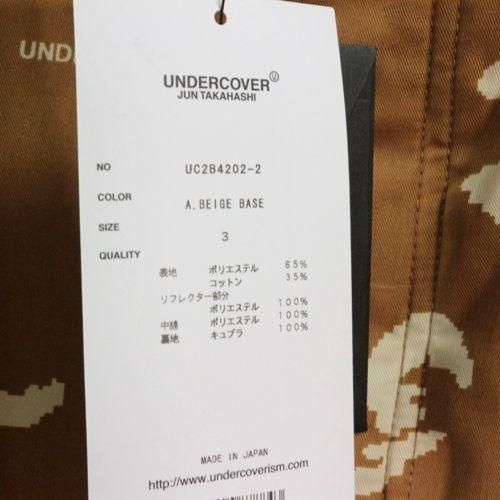 UND
UNDERCOVER Ⓤ
JUN TAKAHASHI
NO UC2B4202-2
COLOR A.BEIGE BASE
SIZE 3
QUALITY
表地 ポリエステル 65%
コットン 35%
リフレクター部分
ポリエステル 100%
中綿 ポリエステル 100%
裏地 キュプラ 100%
MADE IN JAPAN
http://www.undercoverism.com/